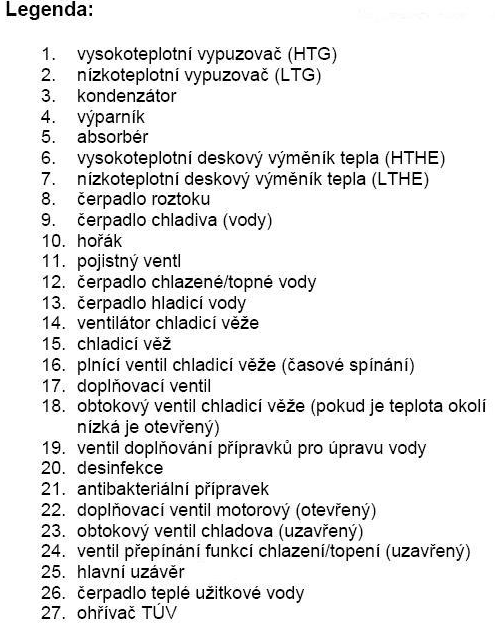 Legenda:
1. vysokoteplotní vypuzovač (HTG)
2. nízkoteplotní vypuzovač (LTG)
3. kondenzátor
4. výparník
5. absorbér
6. vysokoteplotní deskový výměník tepla (HTHE)
7. nízkoteplotní deskový výměník tepla (LTHE)
8. čerpadlo roztoku
9. čerpadlo chladiva (vody)
10. hořák
11. pojistný ventl
12. čerpadlo chlazené/topné vody
13. čerpadlo hladicí vody
14. ventilátor chladicí věže
15. chladicí věž
16. plnící ventil chladicí věže (časové spínání)
17. doplňovací ventil
18. obtokový ventil chladicí věže (pokud je teplota okolí
nízká je otevřený)
19. ventil doplňování přípravků pro úpravu vody
20. desinfekce
21. antibakteriální přípravek
22. doplňovací ventil motorový (otevřený)
23. obtokový ventil chladova (uzavřený)
24. ventil přepínání funkcí chlazení/topení (uzavřený)
25. hlavní uzávěr
26. čerpadlo teplé užitkové vody
27. ohřívač TÚV